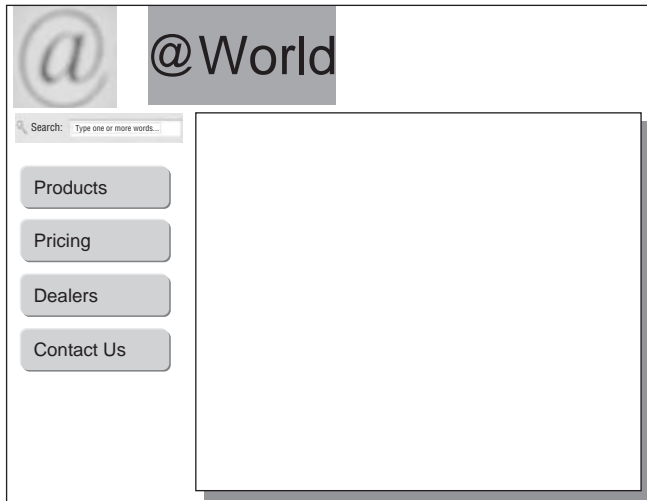 @
@World
Search: Type one or more words...
Products
Pricing
Dealers
Contact Us